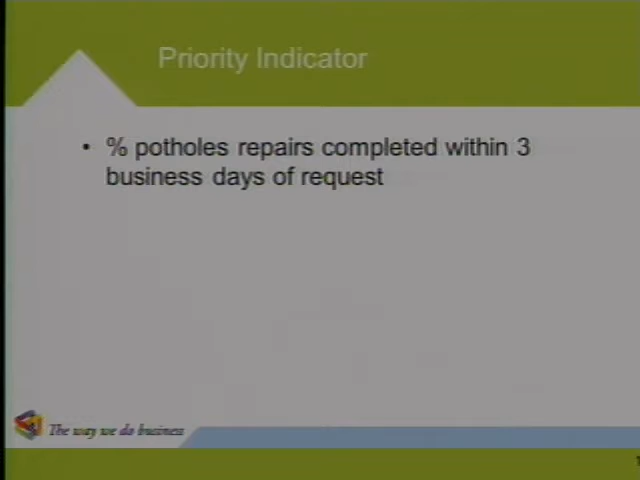 Priority Indicator
• % potholes repairs completed within 3
business days of request
The way we do business